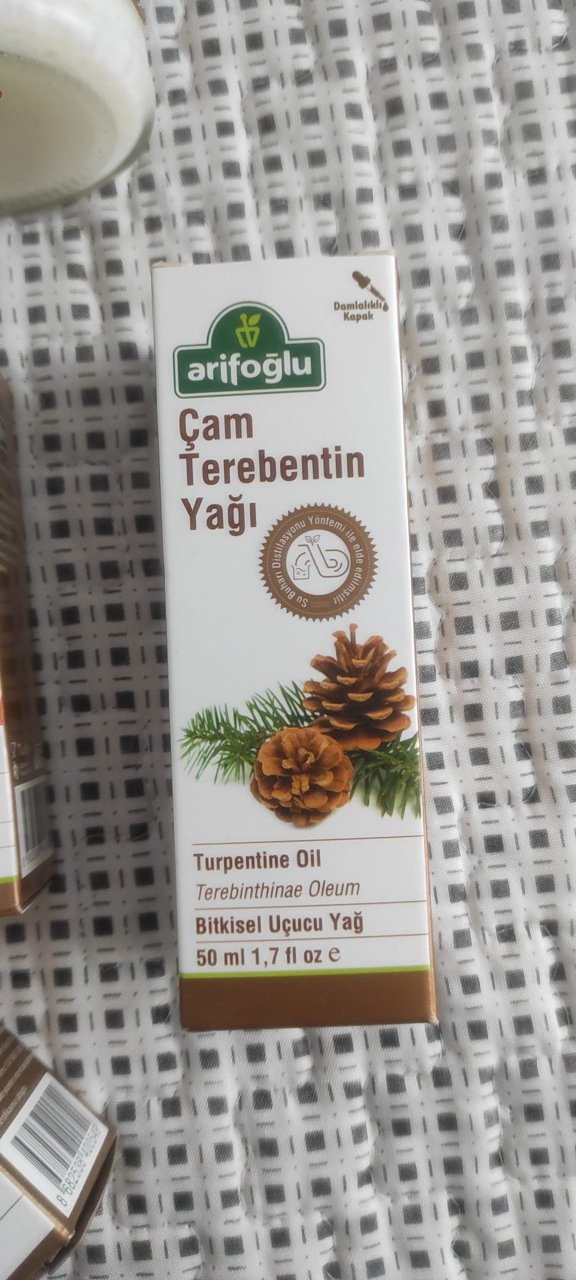 Damlalıklı
Kapak
arifoğlu
Çam
Terebentin
Yağı
Su Buharı Distilasyonu Yöntemi ile elde edilmiştir
Turpentine Oil
Terebinthinae Oleum
Bitkisel Uçucu Yağ
50 ml 1,7 fl oz e